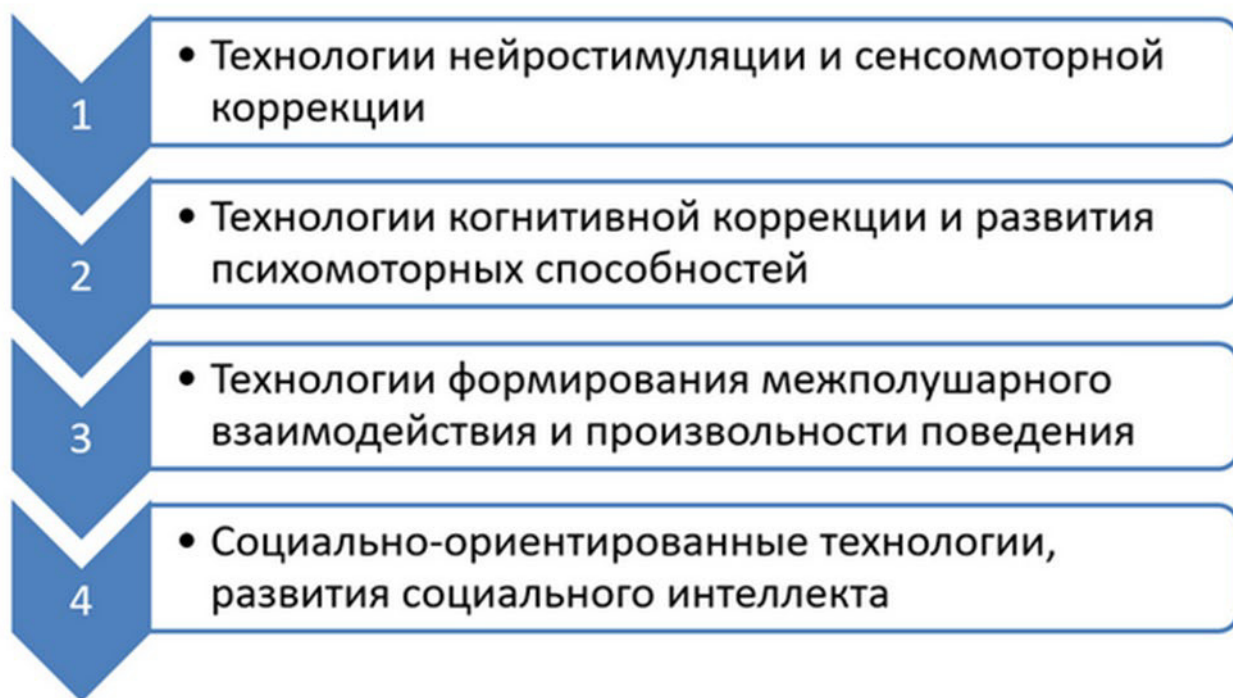 1
• Технологии нейростимуляции и сенсомоторной
коррекции
2
• Технологии когнитивной коррекции и развития
психомоторных способностей
3
• Технологии формирования межполушарного
взаимодействия и произвольности поведения
4
• Социально-ориентированные технологии,
развития социального интеллекта